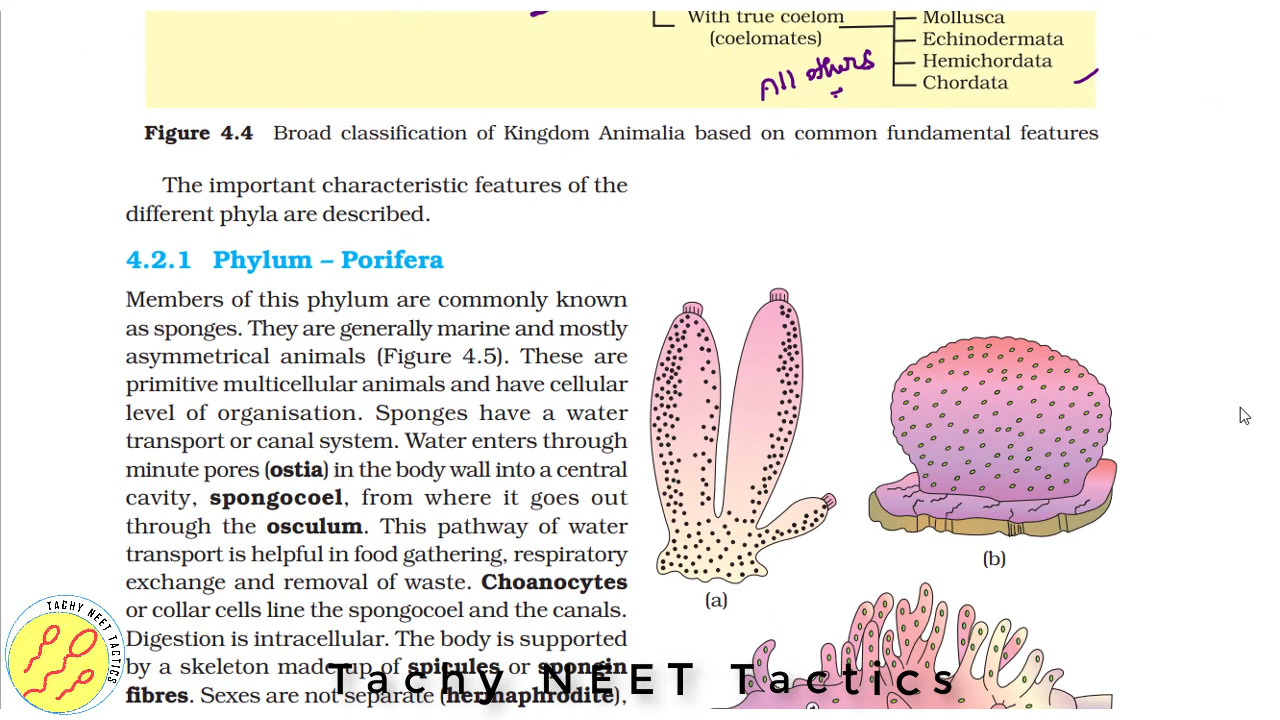 With true coelom
(coelomates)
Mollusca
Echinodermata
Hemichordata
Chordata
All others
Figure 4.4 Broad classification of Kingdom Animalia based on common fundamental features
The important characteristic features of the
different phyla are described.
4.2.1 Phylum – Porifera
Members of this phylum are commonly known
as sponges. They are generally marine and mostly
asymmetrical animals (Figure 4.5). These are
primitive multicellular animals and have cellular
level of organisation. Sponges have a water
transport or canal system. Water enters through
minute pores (ostia) in the body wall into a central
cavity, spongocoel, from where it goes out
through the osculum. This pathway of water
transport is helpful in food gathering, respiratory
exchange and removal of waste. Choanocytes
or collar cells line the spongocoel and the canals.
Digestion is intracellular. The body is supported
by a skeleton made up of spicules or spongin
fibres. Sexes are not separate (hermaphrodite),
(a)
(b)
TACHY NEET TACTICS
Tachy NEET Tactics